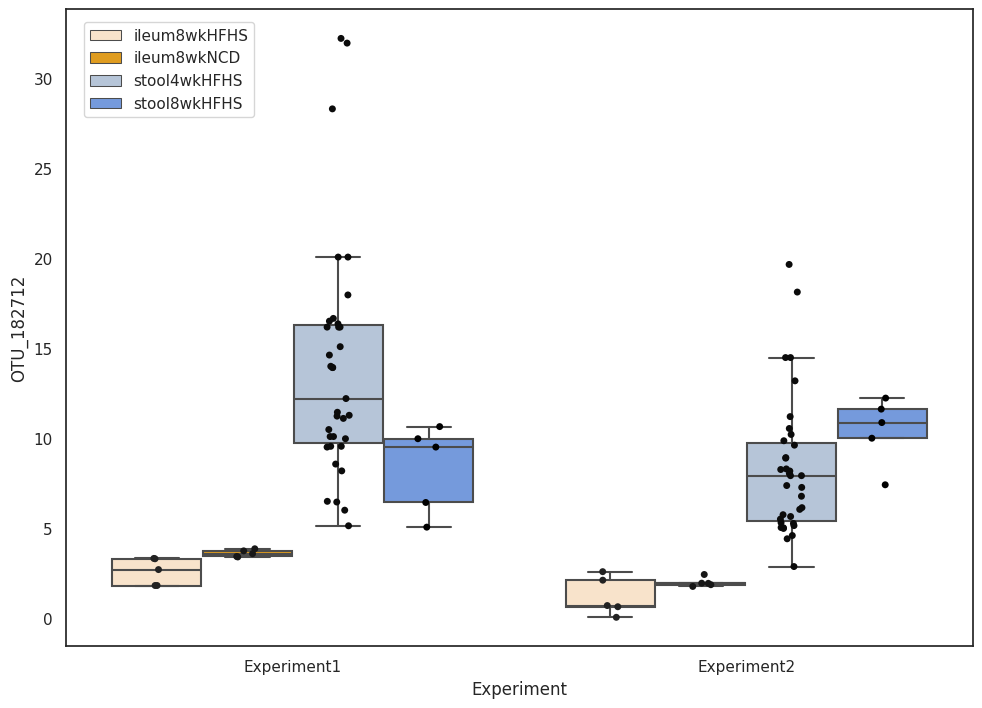 ileum8wkHFHS
ileum8wkNCD
stool4wkHFHS
stool8wkHFHS
30
25
20
15
10
5
0
OTU_182712
Experiment1
Experiment2
Experiment